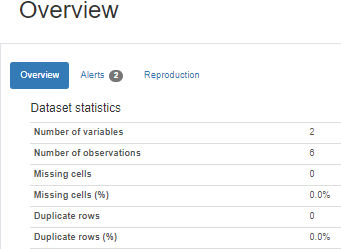 Overview
Overview Alerts 2 Reproduction
Dataset statistics
Number of variables 2
Number of observations 6
Missing cells 0
Missing cells (%) 0.0%
Duplicate rows 0
Duplicate rows (%) 0.0%